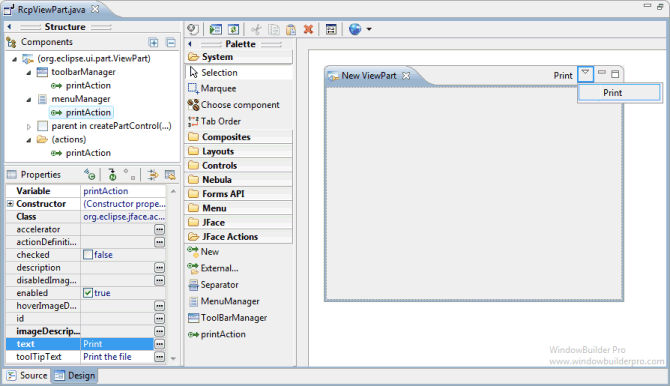 RcpViewPart.java
Structure
Components
(org.eclipse.ui.part.ViewPart)
toolbarManager
printAction
menuManager
printAction
parent in createPartControl(...)
(actions)
printAction
Properties
Variable printAction
Constructor (Constructor prope...
Class org.eclipse.jface.ac...
accelerator
actionDefiniti...
checked false
description
disabledImag...
enabled true
hoverImageD...
id
imageDescrip...
text Print
toolTipText Print the file
Source Design
Palette
System
Selection
Marquee
Choose component
Tab Order
Composites
Layouts
Controls
Nebula
Forms API
Menu
JFace
JFace Actions
New
External...
Separator
MenuManager
ToolBarManager
printAction
New ViewPart Print
Print
WindowBuilder Pro
www.windowbuilderpro.com